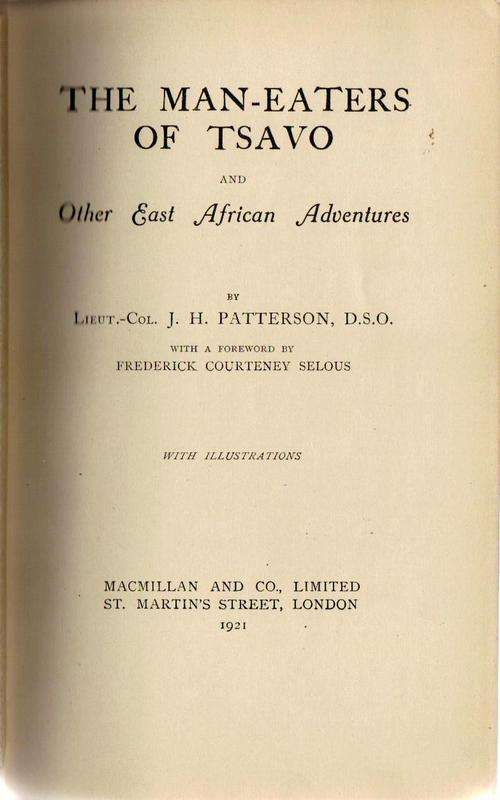 THE MAN-EATERS
OF TSAVO
AND
Other East African Adventures
BY
LIEUT.-COL. J. H. PATTERSON, D.S.O.
WITH A FOREWORD BY
FREDERICK COURTENEY SELOUS
WITH ILLUSTRATIONS
MACMILLAN AND CO., LIMITED
ST. MARTIN'S STREET, LONDON
1921